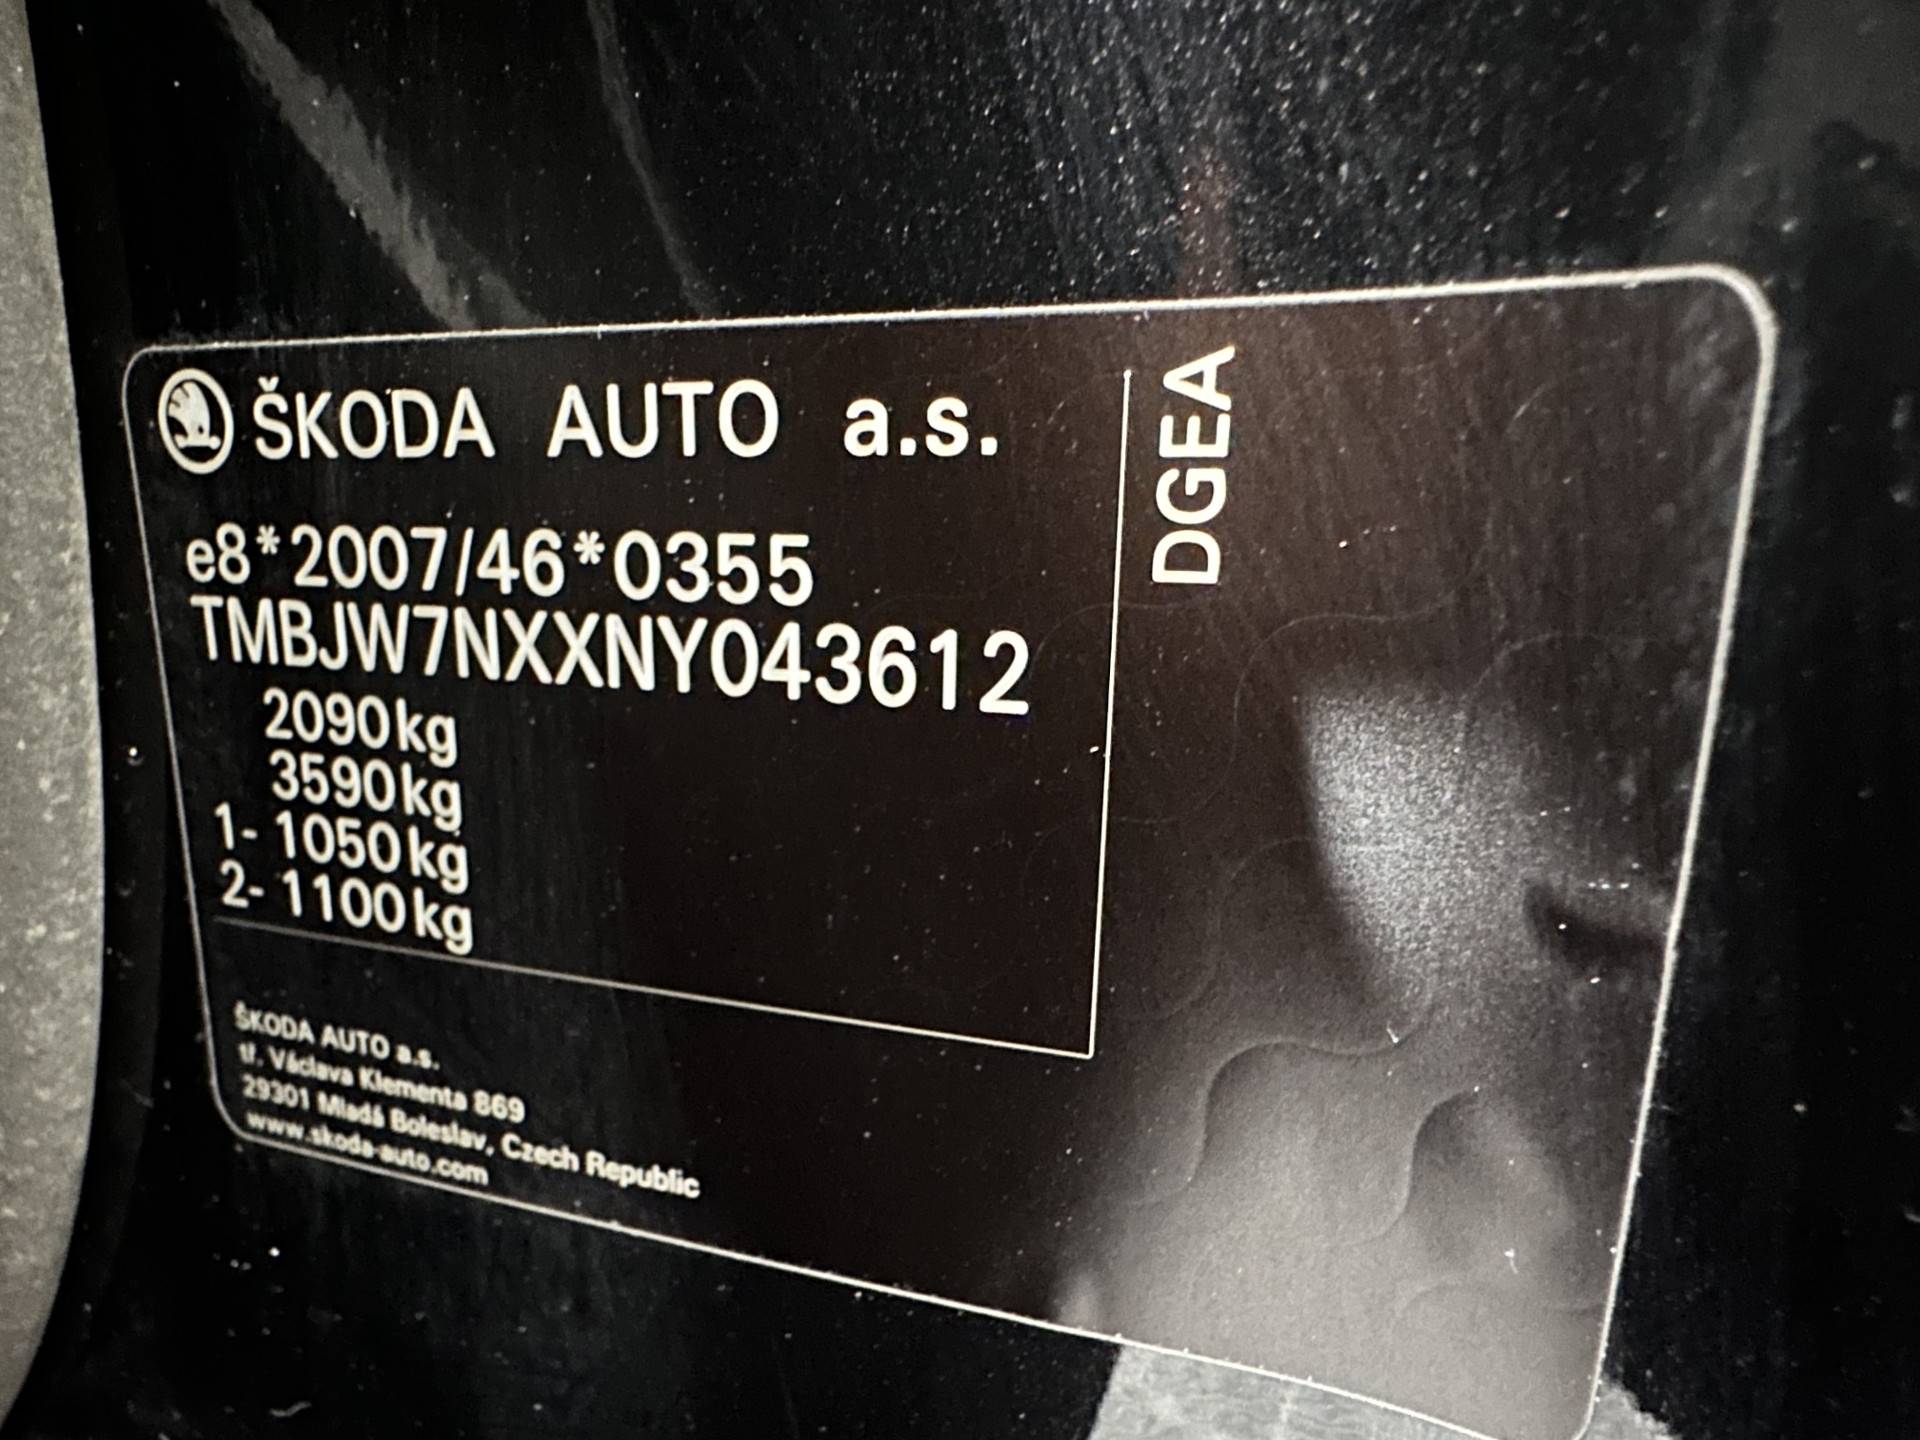 ŠKODA AUTO a.s.
DGEA
e8*2007/46*0355
TMBJW7NXXNY043612
2090kg
3590kg
1- 1050kg
2- 1100kg
ŠKODA AUTO a.s.
tř. Václava Klementa 869
29301 Mladá Boleslav, Czech Republic
www.skoda-auto.com